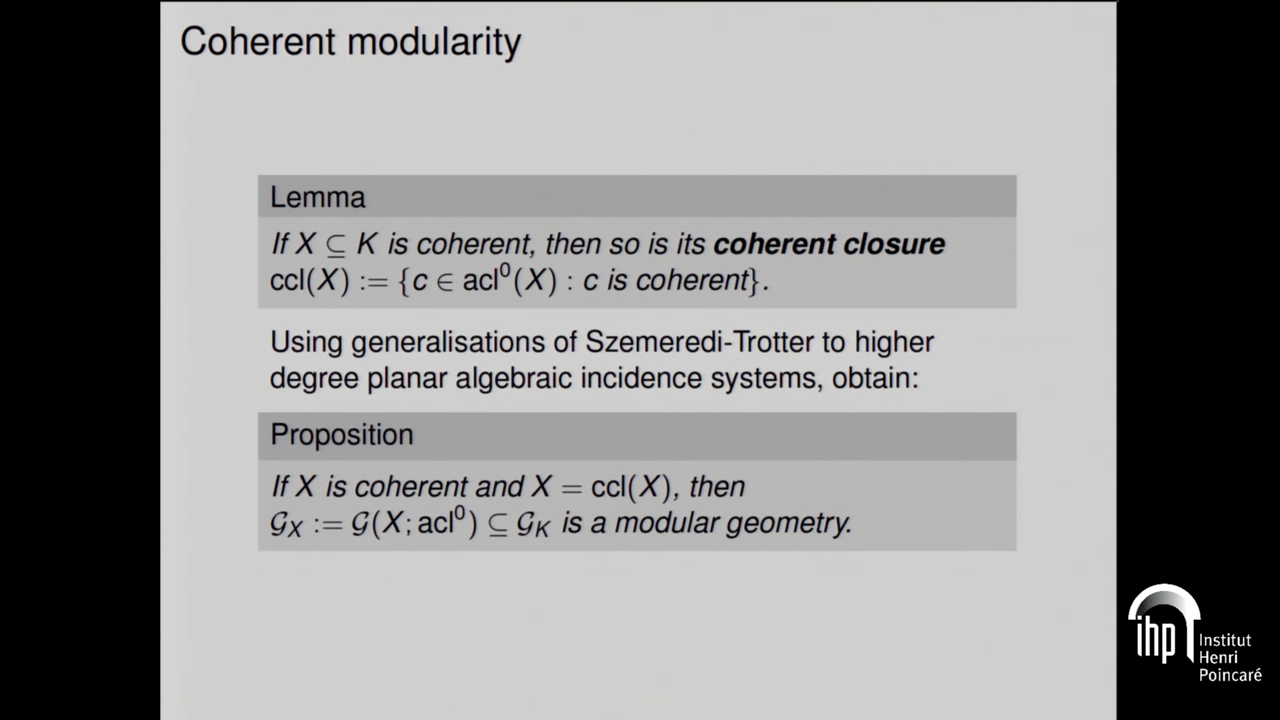 Coherent modularity
Lemma
If X ⊆ K is coherent, then so is its coherent closure
ccl(X) := {c ∈ acl⁰(X) : c is coherent}.
Using generalisations of Szemeredi-Trotter to higher
degree planar algebraic incidence systems, obtain:
Proposition
If X is coherent and X = ccl(X), then
𝒢_X := 𝒢(X; acl⁰) ⊆ 𝒢_K is a modular geometry.
ihp
Institut
Henri
Poincaré